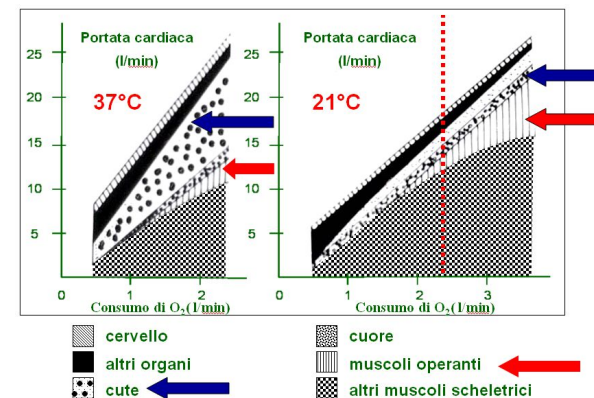 Portata cardiaca
(l/min)
37°C
25
20
15
10
5
0
1
2
Consumo di O2(l/min)
Portata cardiaca
(l/min)
21°C
25
20
15
10
5
0
1
2
3
Consumo di O2(l/min)
cervello
altri organi
cute
cuore
muscoli operanti
altri muscoli scheletrici